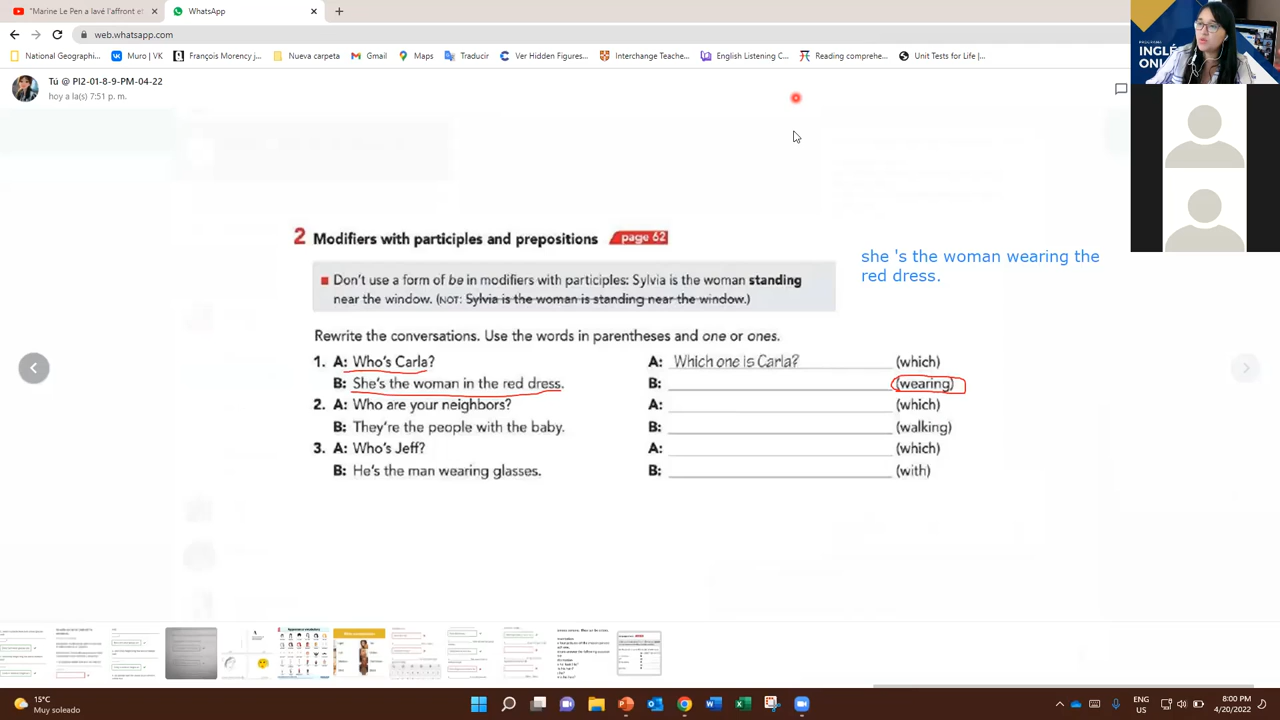 "Marine Le Pen a lavé l'affront et
WhatsApp
web.whatsapp.com
National Geographi...
Muro | VK
François Morency j...
Nueva carpeta
Gmail
Maps
Traducir
Ver Hidden Figures...
Interchange Teache...
English Listening C...
Reading comprehe...
Unit Tests for Life |...
Tú @ PI2-01-8-9-PM-04-22
hoy a la(s) 7:51 p. m.
PROGRAMA
INGLÉ
ONLI
2 Modifiers with participles and prepositions page 62
she 's the woman wearing the
red dress.
■ Don't use a form of be in modifiers with participles: Sylvia is the woman standing
near the window. (NOT: Sylvia is the woman is standing near the window.)
Rewrite the conversations. Use the words in parentheses and one or ones.
1. A: Who's Carla? A: Which one is Carla? (which)
B: She's the woman in the red dress. B: (wearing)
2. A: Who are your neighbors? A: (which)
B: They're the people with the baby. B: (walking)
3. A: Who's Jeff? A: (which)
B: He's the man wearing glasses. B: (with)
15°C
Muy soleado
ENG
US
8:00 PM
4/20/2022